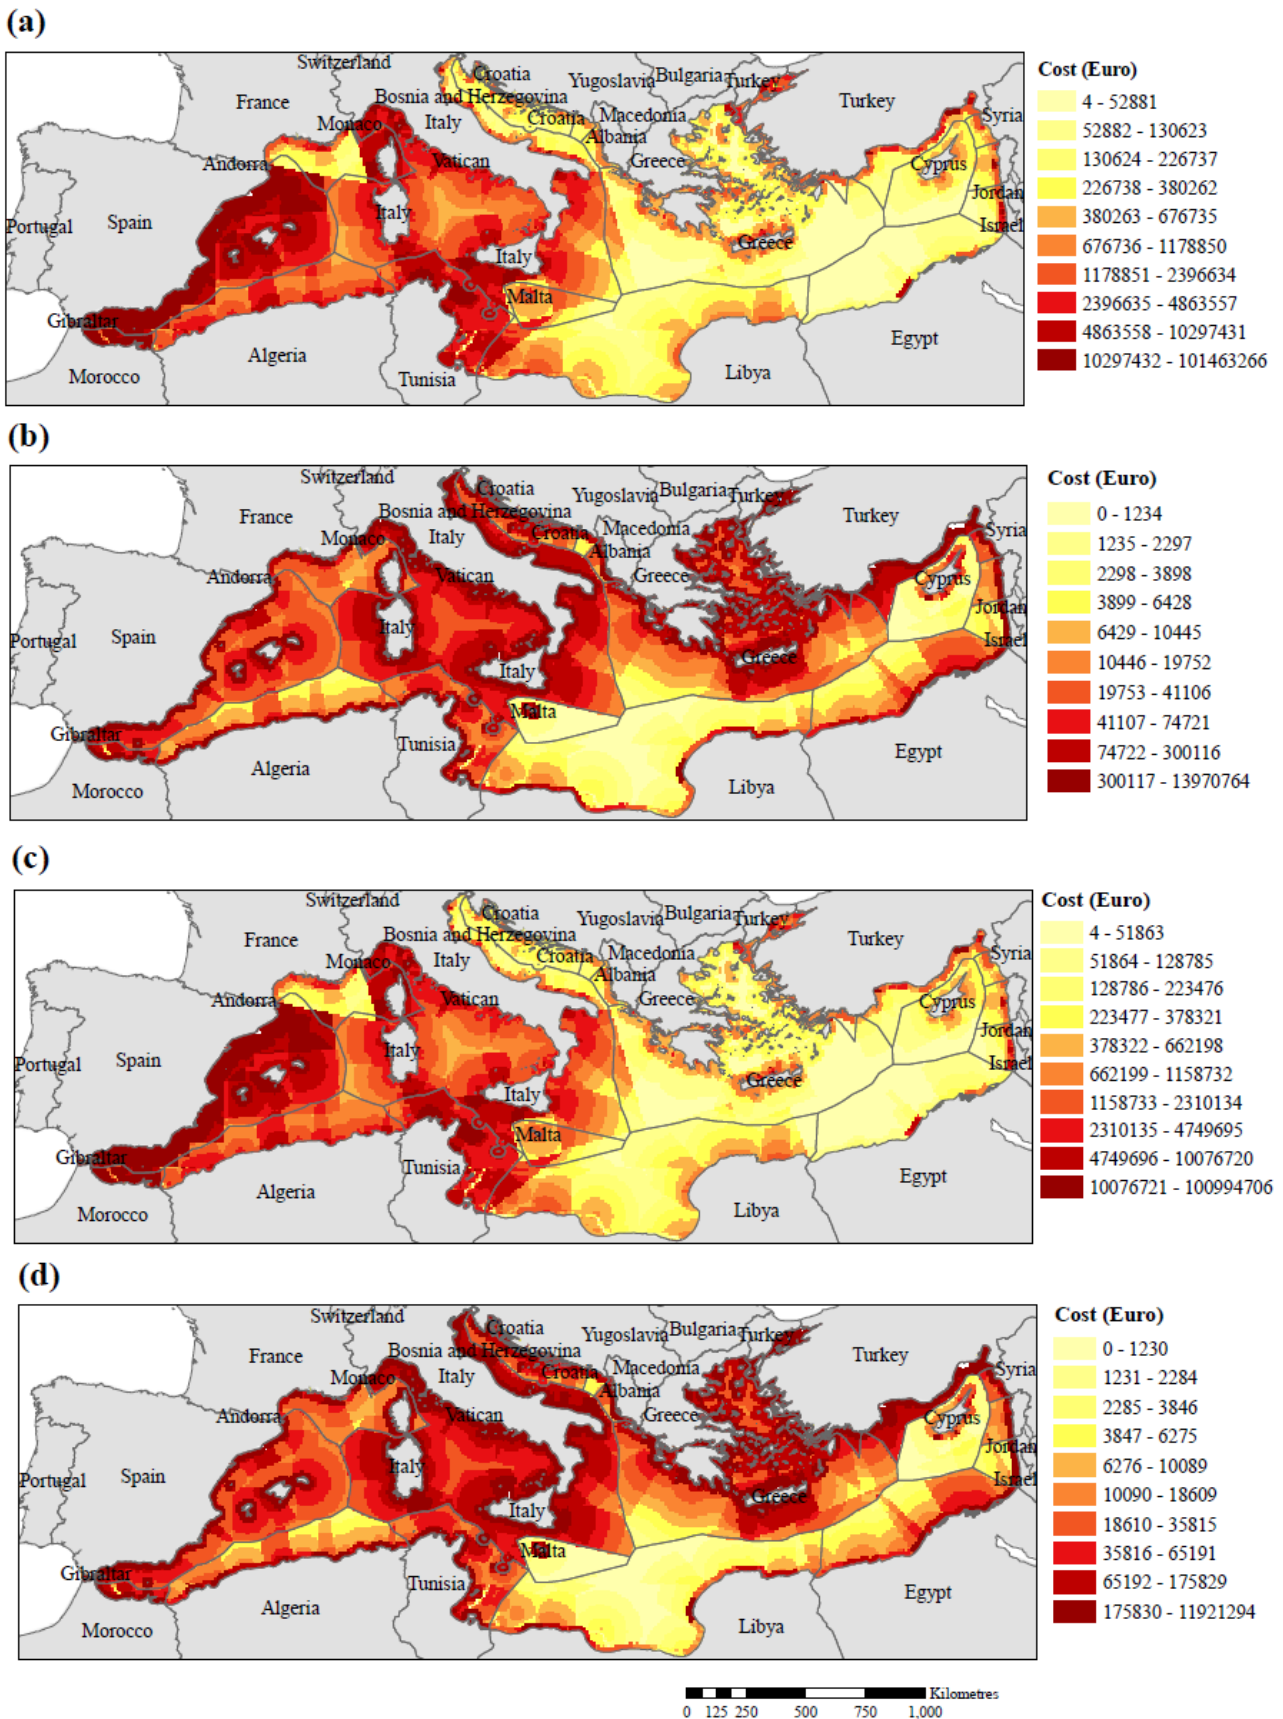 (a)
Switzerland
Croatia
Yugoslavia
Bulgaria
Turkey
France
Bosnia and Herzegovina
Turkey
Monaco
Italy
Croatia
Macedonia
Syria
Albania
Andorra
Vatican
Greece
Cyprus
Jordan
Portugal
Spain
Italy
Israel
Greece
Italy
Malta
Gibraltar
Egypt
Algeria
Morocco
Tunisia
Libya
Cost (Euro)
4 - 52881
52882 - 130623
130624 - 226737
226738 - 380262
380263 - 676735
676736 - 1178850
1178851 - 2396634
2396635 - 4863557
4863558 - 10297431
10297432 - 101463266
(b)
Switzerland
Croatia
Yugoslavia
Bulgaria
Turkey
France
Bosnia and Herzegovina
Turkey
Monaco
Italy
Croatia
Macedonia
Syria
Albania
Andorra
Vatican
Greece
Cyprus
Jordan
Portugal
Spain
Italy
Israel
Greece
Italy
Malta
Gibraltar
Tunisia
Egypt
Algeria
Morocco
Libya
Cost (Euro)
0 - 1234
1235 - 2297
2298 - 3898
3899 - 6428
6429 - 10445
10446 - 19752
19753 - 41106
41107 - 74721
74722 - 300116
300117 - 13970764
(c)
Switzerland
Croatia
Yugoslavia
Bulgaria
Turkey
France
Bosnia and Herzegovina
Turkey
Monaco
Italy
Croatia
Macedonia
Syria
Albania
Andorra
Vatican
Greece
Cyprus
Jordan
Portugal
Spain
Italy
Israel
Greece
Italy
Malta
Gibraltar
Tunisia
Egypt
Algeria
Morocco
Libya
Cost (Euro)
4 - 51863
51864 - 128785
128786 - 223476
223477 - 378321
378322 - 662198
662199 - 1158732
1158733 - 2310134
2310135 - 4749695
4749696 - 10076720
10076721 - 100994706
(d)
Switzerland
Croatia
Yugoslavia
Bulgaria
Turkey
France
Bosnia and Herzegovina
Turkey
Monaco
Italy
Croatia
Macedonia
Syria
Albania
Andorra
Vatican
Greece
Cyprus
Jordan
Portugal
Spain
Italy
Israel
Greece
Italy
Malta
Gibraltar
Tunisia
Egypt
Algeria
Morocco
Libya
Cost (Euro)
0 - 1230
1231 - 2284
2285 - 3846
3847 - 6275
6276 - 10089
10090 - 18609
18610 - 35815
35816 - 65191
65192 - 175829
175830 - 11921294
Kilometres
0 125 250 500 750 1,000